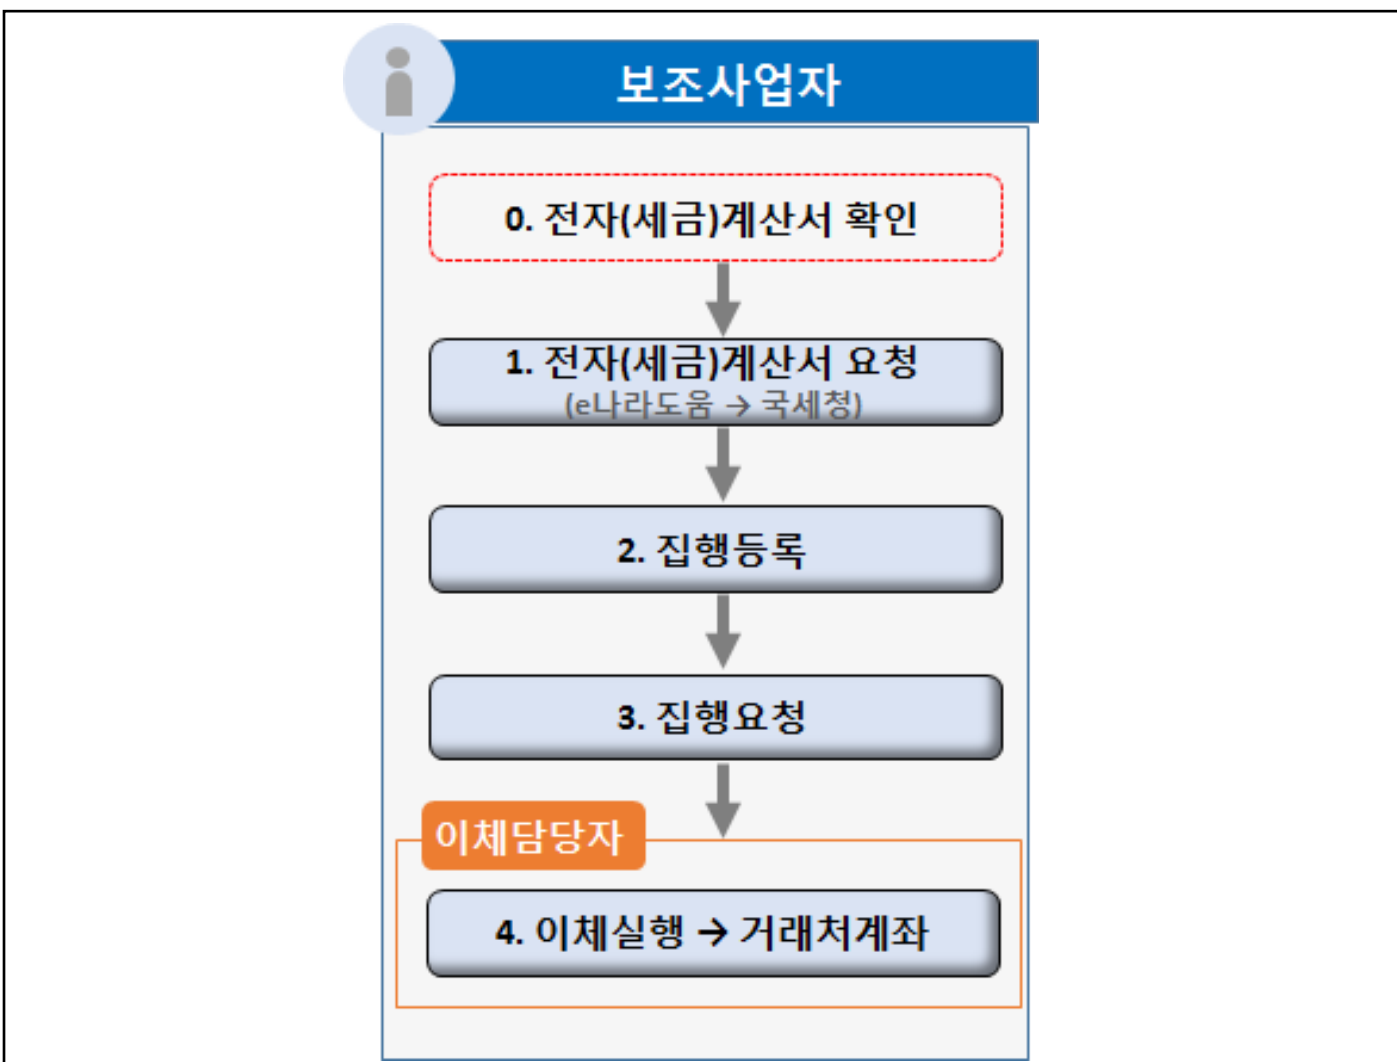 보조사업자
0. 전자(세금)계산서 확인
1. 전자(세금)계산서 요청
(e나라도움 → 국세청)
2. 집행등록
3. 집행요청
이체담당자
4. 이체실행 → 거래처계좌